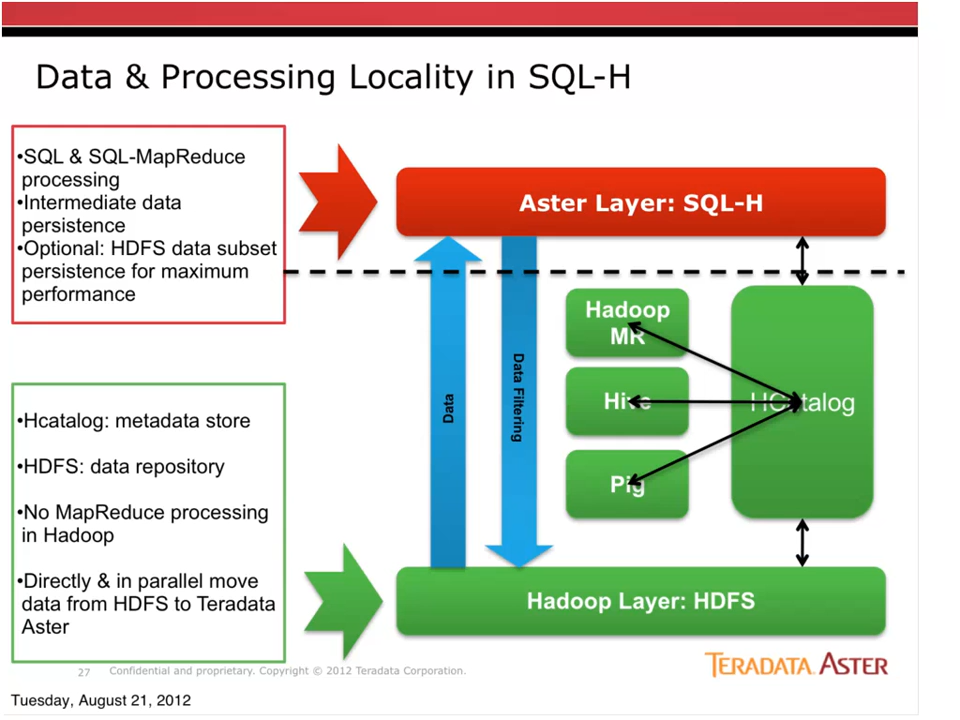 Data & Processing Locality in SQL-H
•SQL & SQL-MapReduce
processing
•Intermediate data
persistence
•Optional: HDFS data subset
persistence for maximum
performance
Aster Layer: SQL-H
Data
Data Filtering
Hadoop
MR
Hive
Pig
HCatalog
•Hcatalog: metadata store
•HDFS: data repository
•No MapReduce processing
in Hadoop
•Directly & in parallel move
data from HDFS to Teradata
Aster
Hadoop Layer: HDFS
27 Confidential and proprietary. Copyright © 2012 Teradata Corporation.
TERADATA ASTER
Tuesday, August 21, 2012